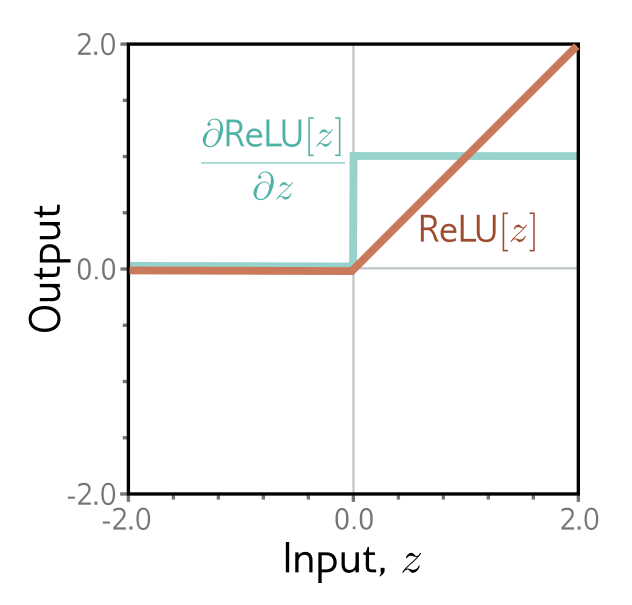 2.0
∂ReLU[z]
∂z
ReLU[z]
0.0
Output
-2.0
-2.0 0.0 2.0
Input, z